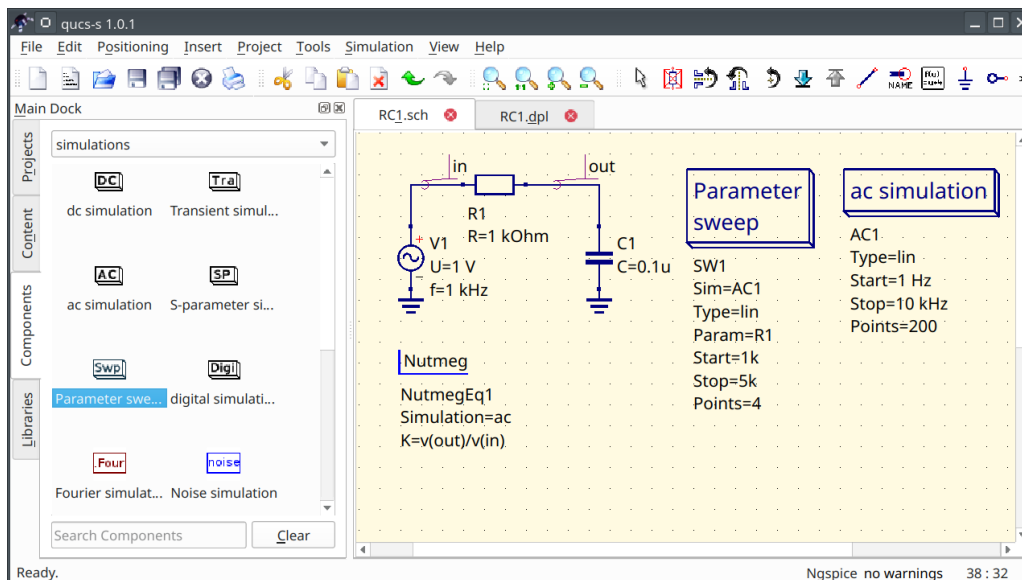 qucs-s 1.0.1
File Edit Positioning Insert Project Tools Simulation View Help
NAME
Main Dock
Projects
Content
Components
Libraries
simulations
DC
Tra
dc simulation
Transient simul...
AC
SP
ac simulation
S-parameter si...
Swp
Digi
Parameter swe...
digital simulati...
.Four
noise
Fourier simulat...
Noise simulation
Search Components
Clear
RC1.sch
RC1.dpl
in
out
R1
R=1 kOhm
V1
U=1 V
f=1 kHz
C1
C=0.1u
Nutmeg
NutmegEq1
Simulation=ac
K=v(out)/v(in)
Parameter
sweep
SW1
Sim=AC1
Type=lin
Param=R1
Start=1k
Stop=5k
Points=4
ac simulation
AC1
Type=lin
Start=1 Hz
Stop=10 kHz
Points=200
Ready.
Ngspice no warnings 38 : 32